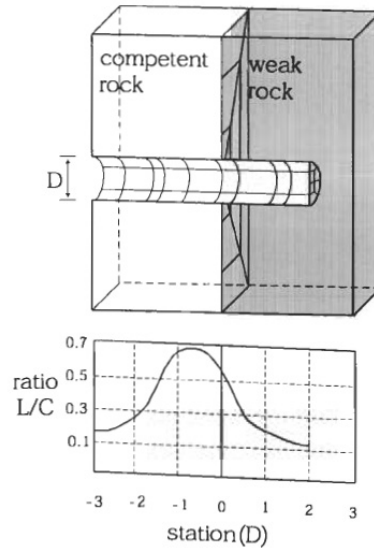 competent
rock
weak
rock
D
0.7
0.5
0.3
0.1
ratio
L/C
-3 -2 -1 0 1 2 3
station(D)